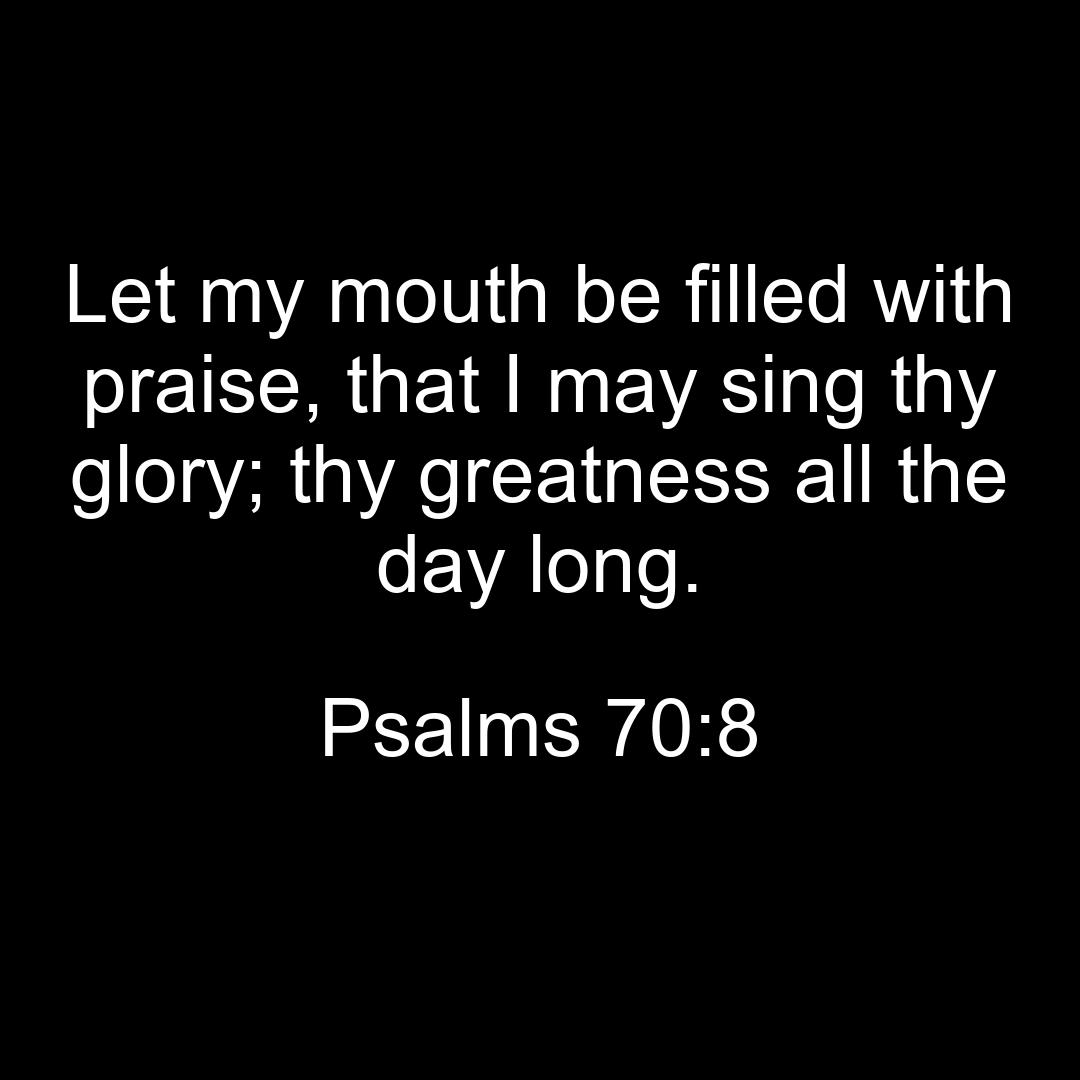 Let my mouth be filled with
praise, that I may sing thy
glory; thy greatness all the
day long.
Psalms 70:8